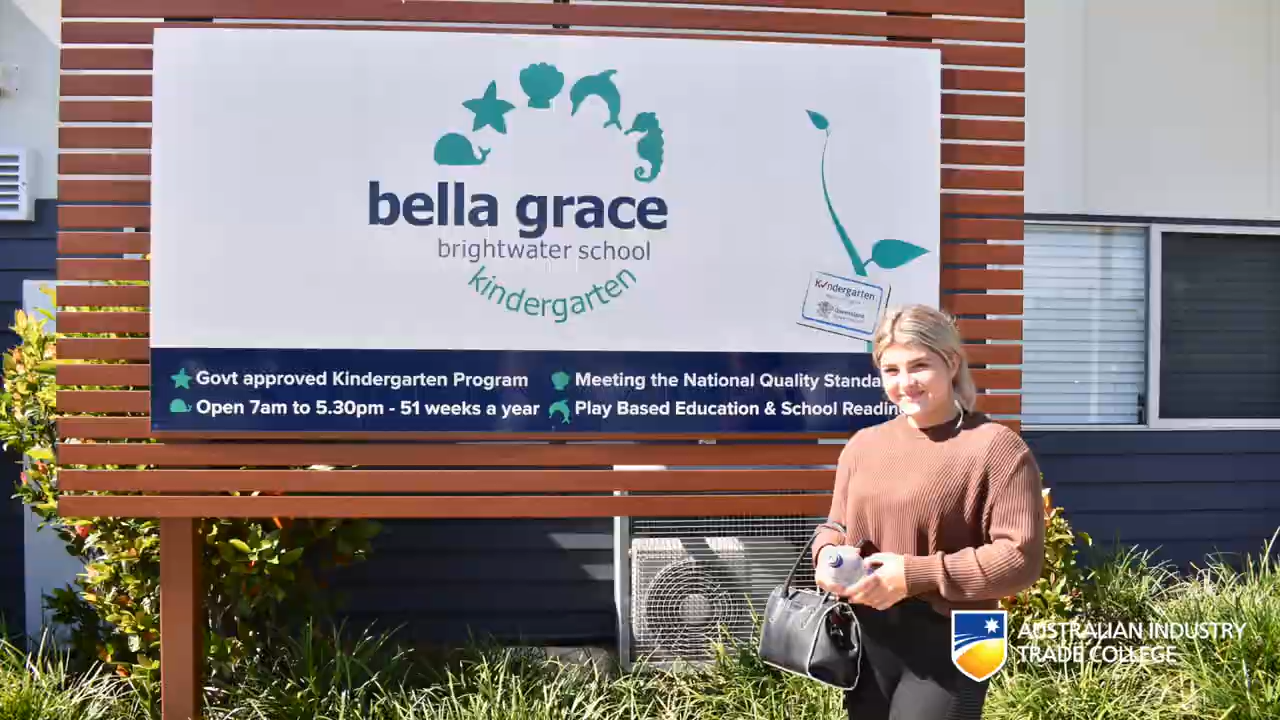 bella grace
brightwater school
kindergarten
Kindergarten
Queensland
Govt approved Kindergarten Program
Meeting the National Quality Standa
Open 7am to 5.30pm - 51 weeks a year
Play Based Education & School Readin
AUSTRALIAN INDUSTRY
TRADE COLLEGE